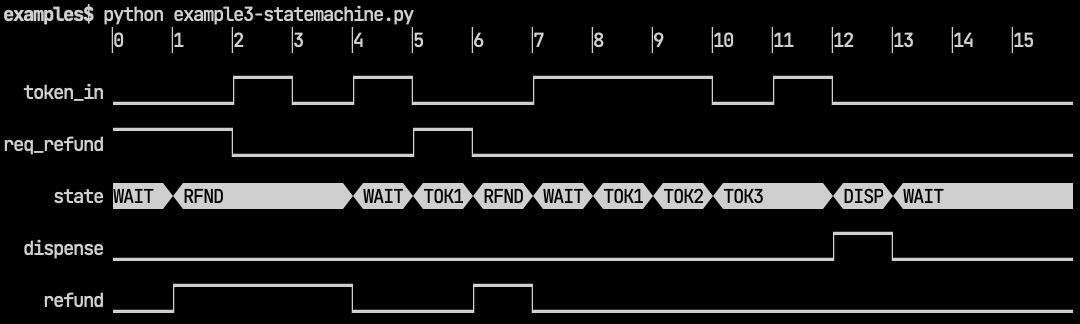 examples$ python example3-statemachine.py
0 1 2 3 4 5 6 7 8 9 10 11 12 13 14 15
token_in
req_refund
state WAIT RFND WAIT TOK1 RFND WAIT TOK1 TOK2 TOK3 DISP WAIT
dispense
refund